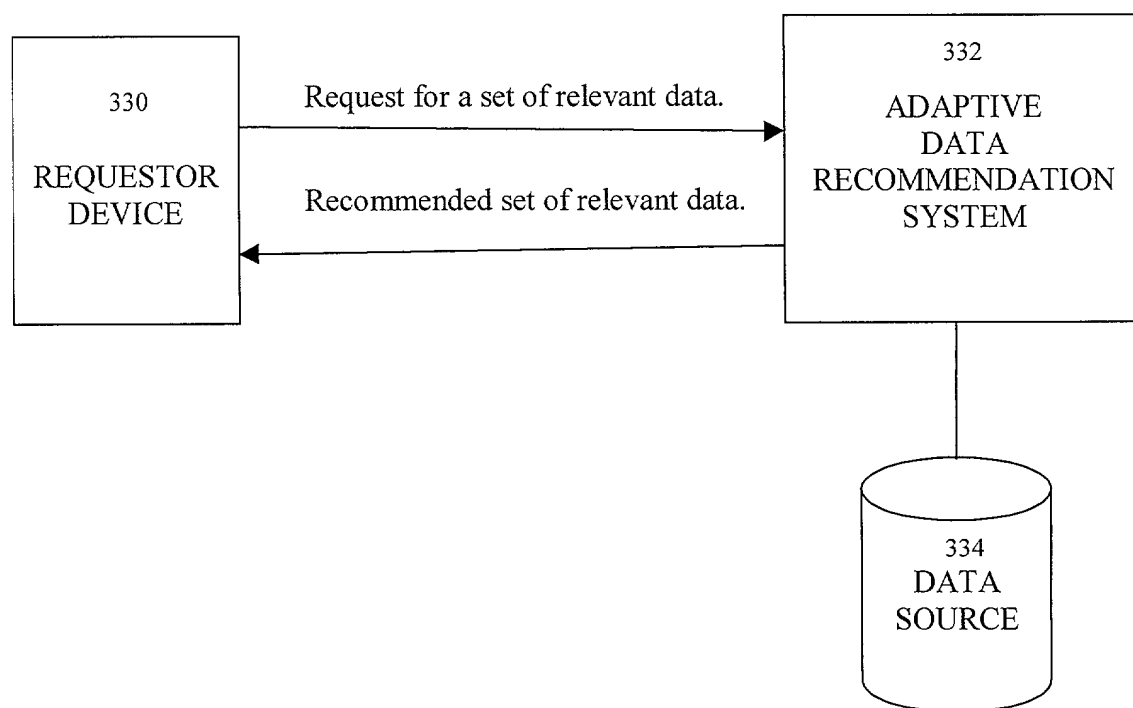 330
REQUESTOR
DEVICE
Request for a set of relevant data.
Recommended set of relevant data.
332
ADAPTIVE
DATA
RECOMMENDATION
SYSTEM
334
DATA
SOURCE